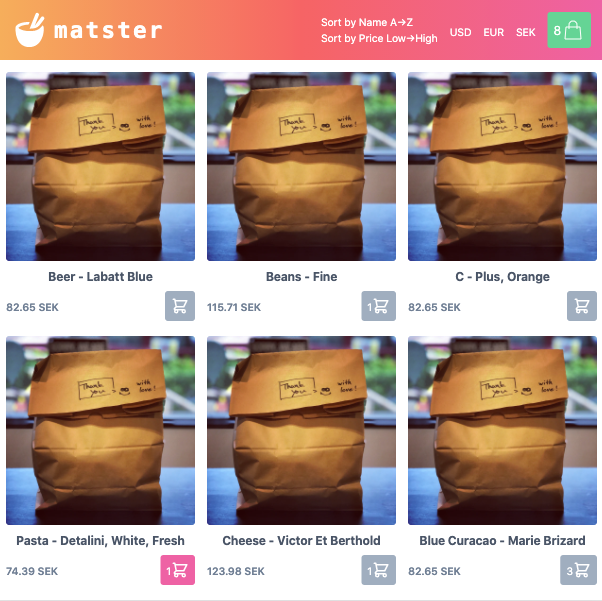 matster
Sort by Name A→Z
Sort by Price Low→High
USD EUR SEK 8
Thank you > with love!
Thank you > with love!
Thank you > with love!
Beer - Labatt Blue
Beans - Fine
C - Plus, Orange
82.65 SEK
115.71 SEK 1
82.65 SEK
Thank you > with love!
Thank you > with love!
Thank you > with love!
Pasta - Detalini, White, Fresh
Cheese - Victor Et Berthold
Blue Curacao - Marie Brizard
74.39 SEK 1
123.98 SEK 1
82.65 SEK 3